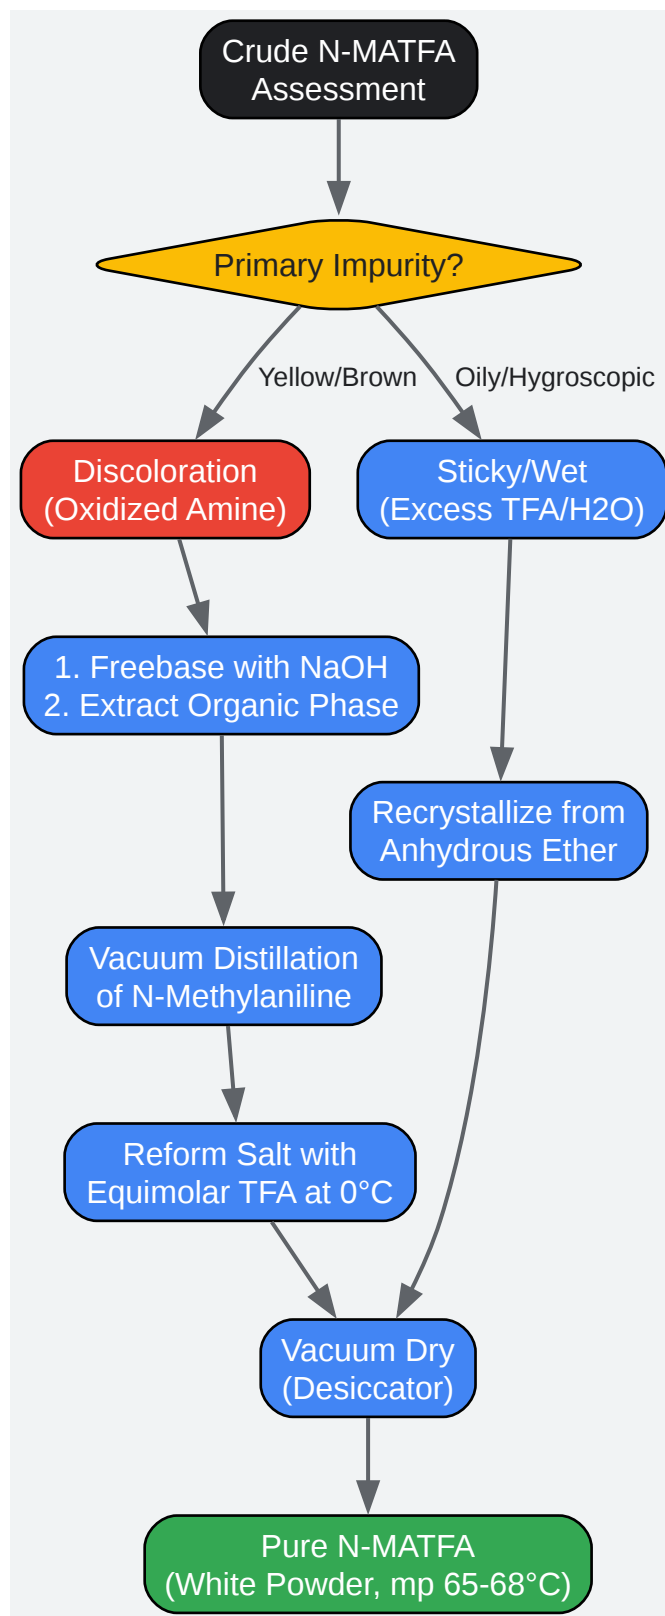 Crude N-MATFA
Assessment
Primary Impurity?
Yellow/Brown
Oily/Hygroscopic
Discoloration
(Oxidized Amine)
Sticky/Wet
(Excess TFA/H2O)
1. Freebase with NaOH
2. Extract Organic Phase
Recrystallize from
Anhydrous Ether
Vacuum Distillation
of N-Methylaniline
Reform Salt with
Equimolar TFA at 0°C
Vacuum Dry
(Desiccator)
Pure N-MATFA
(White Powder, mp 65-68°C)